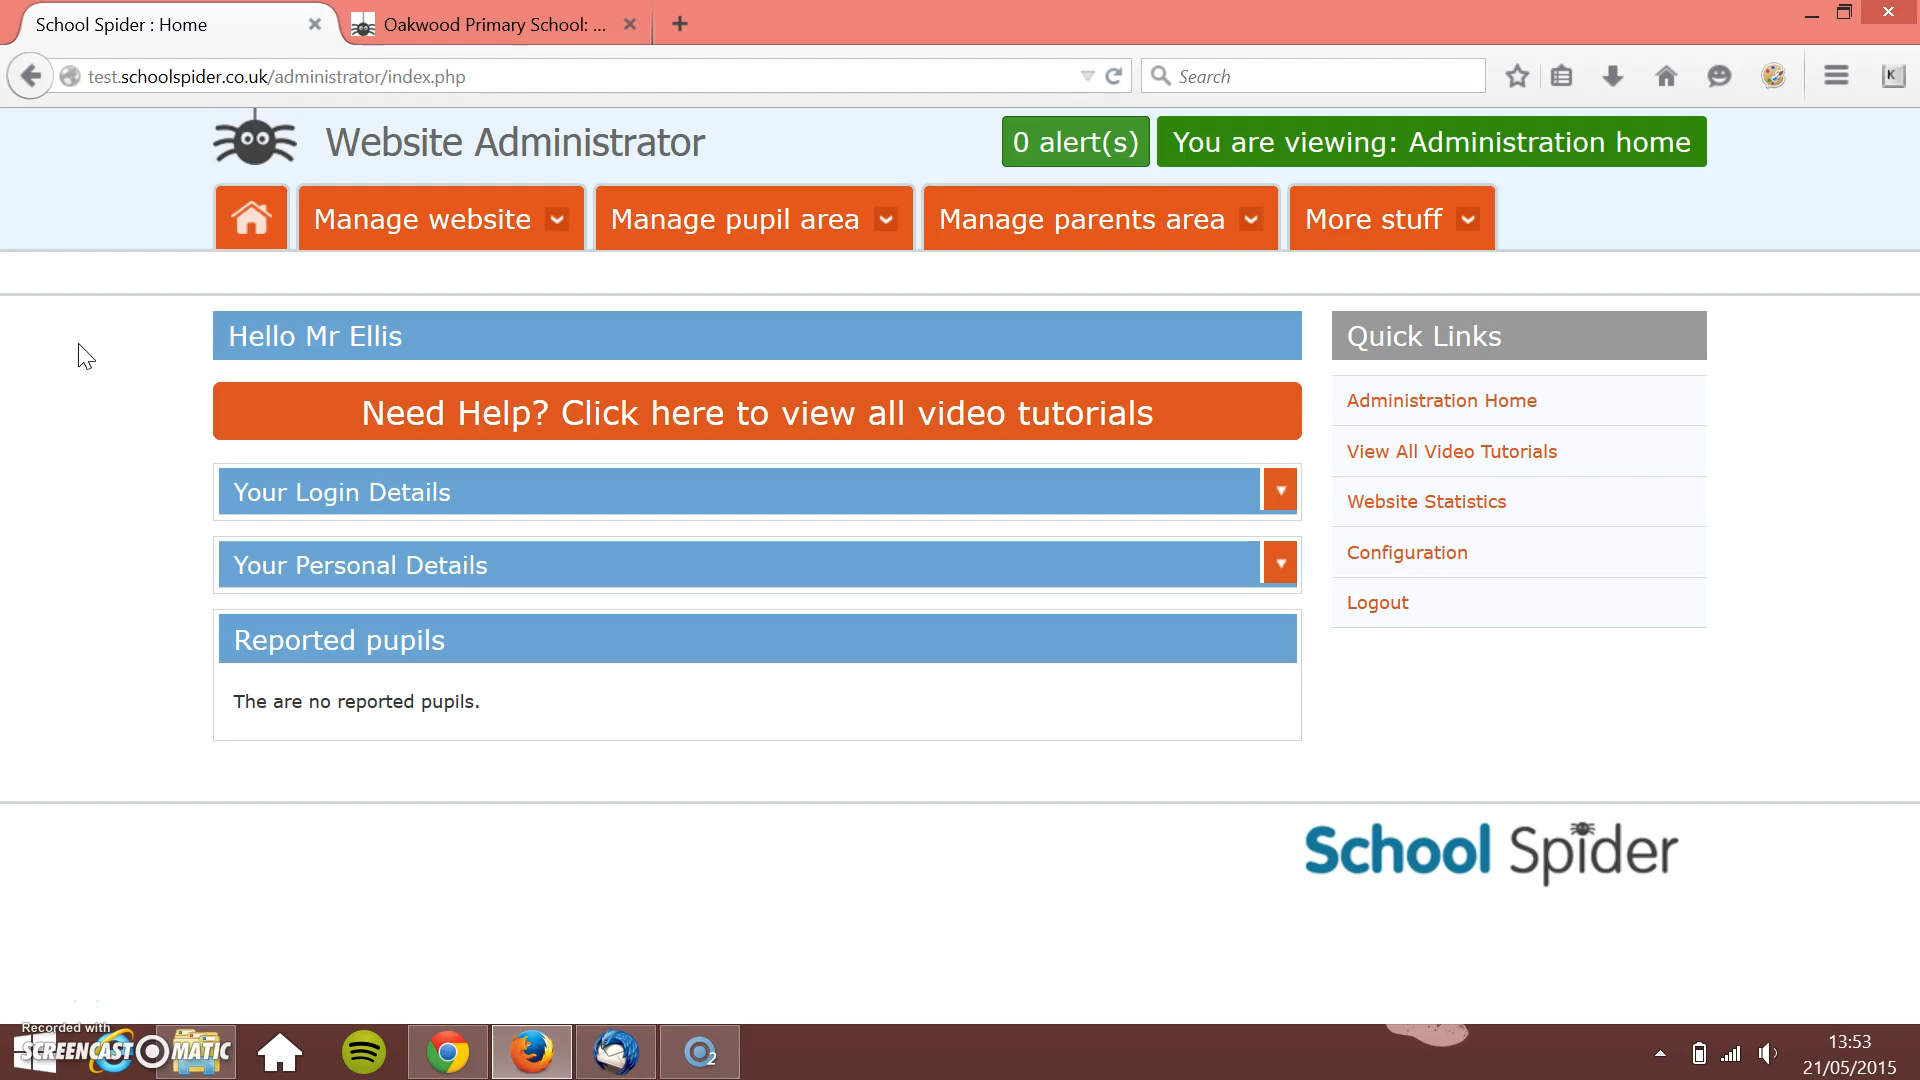 School Spider : Home
Oakwood Primary School: ...
test.schoolspider.co.uk/administrator/index.php
Search
K
Website Administrator
0 alert(s)
You are viewing: Administration home
Manage website
Manage pupil area
Manage parents area
More stuff
Hello Mr Ellis
Quick Links
Need Help? Click here to view all video tutorials
Administration Home
View All Video Tutorials
Website Statistics
Configuration
Logout
Your Login Details
Your Personal Details
Reported pupils
The are no reported pupils.
School Spider
Recorded with
SCREENCAST MATIC
2
13:53
21/05/2015